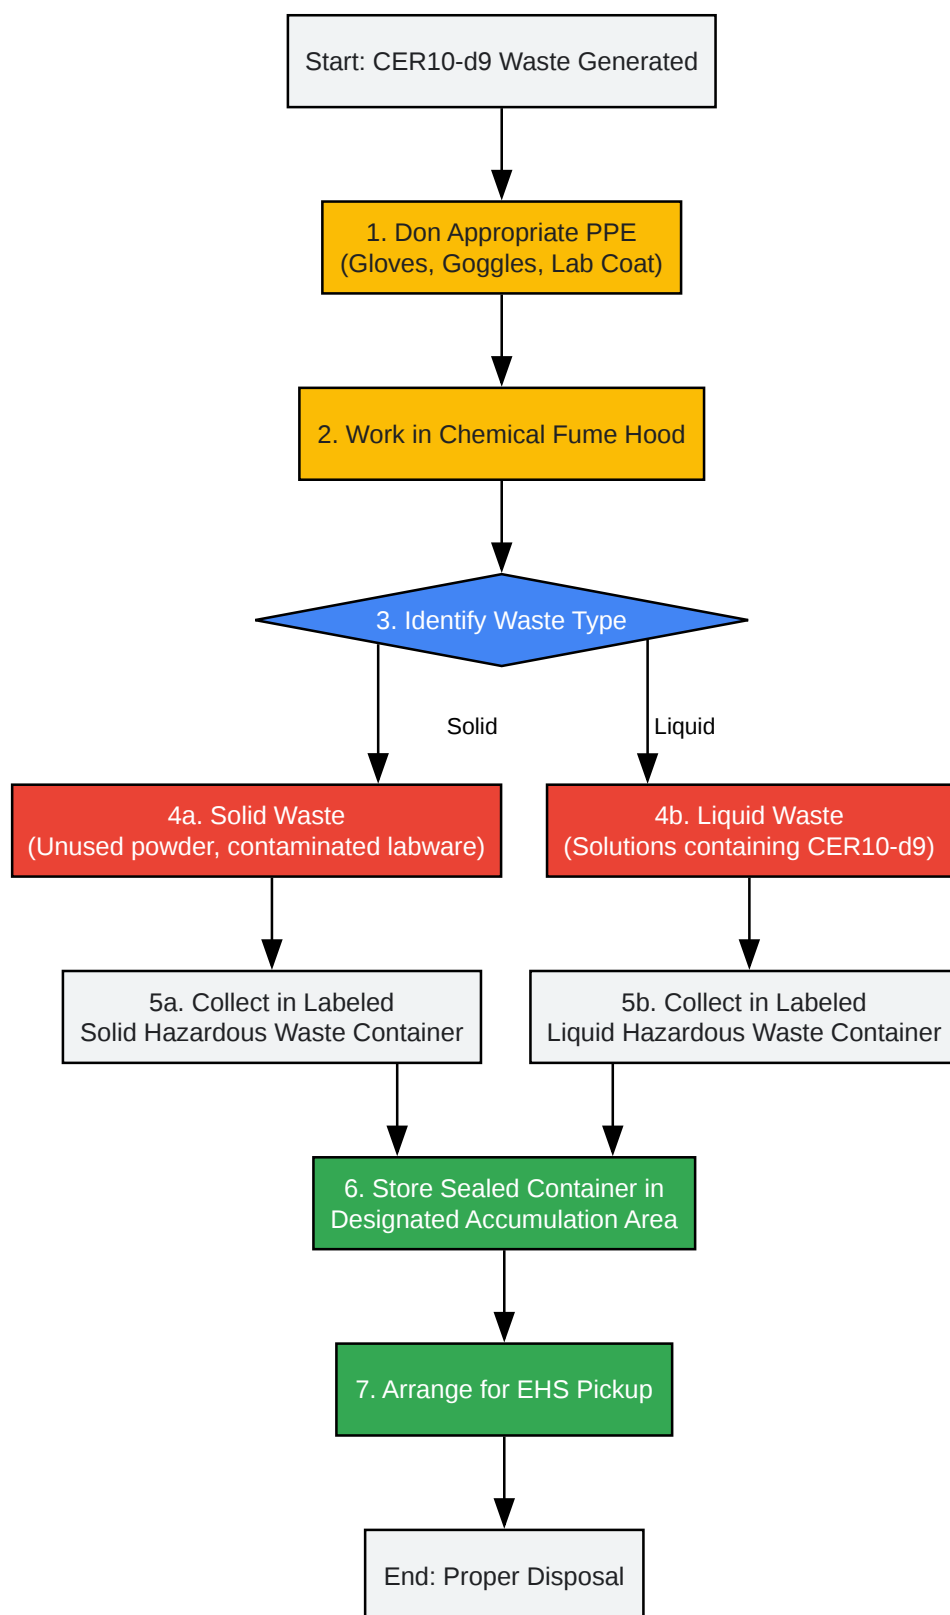 Start: CER10-d9 Waste Generated
1. Don Appropriate PPE
(Gloves, Goggles, Lab Coat)
2. Work in Chemical Fume Hood
3. Identify Waste Type
Solid
Liquid
4a. Solid Waste
(Unused powder, contaminated labware)
4b. Liquid Waste
(Solutions containing CER10-d9)
5a. Collect in Labeled
Solid Hazardous Waste Container
5b. Collect in Labeled
Liquid Hazardous Waste Container
6. Store Sealed Container in
Designated Accumulation Area
7. Arrange for EHS Pickup
End: Proper Disposal